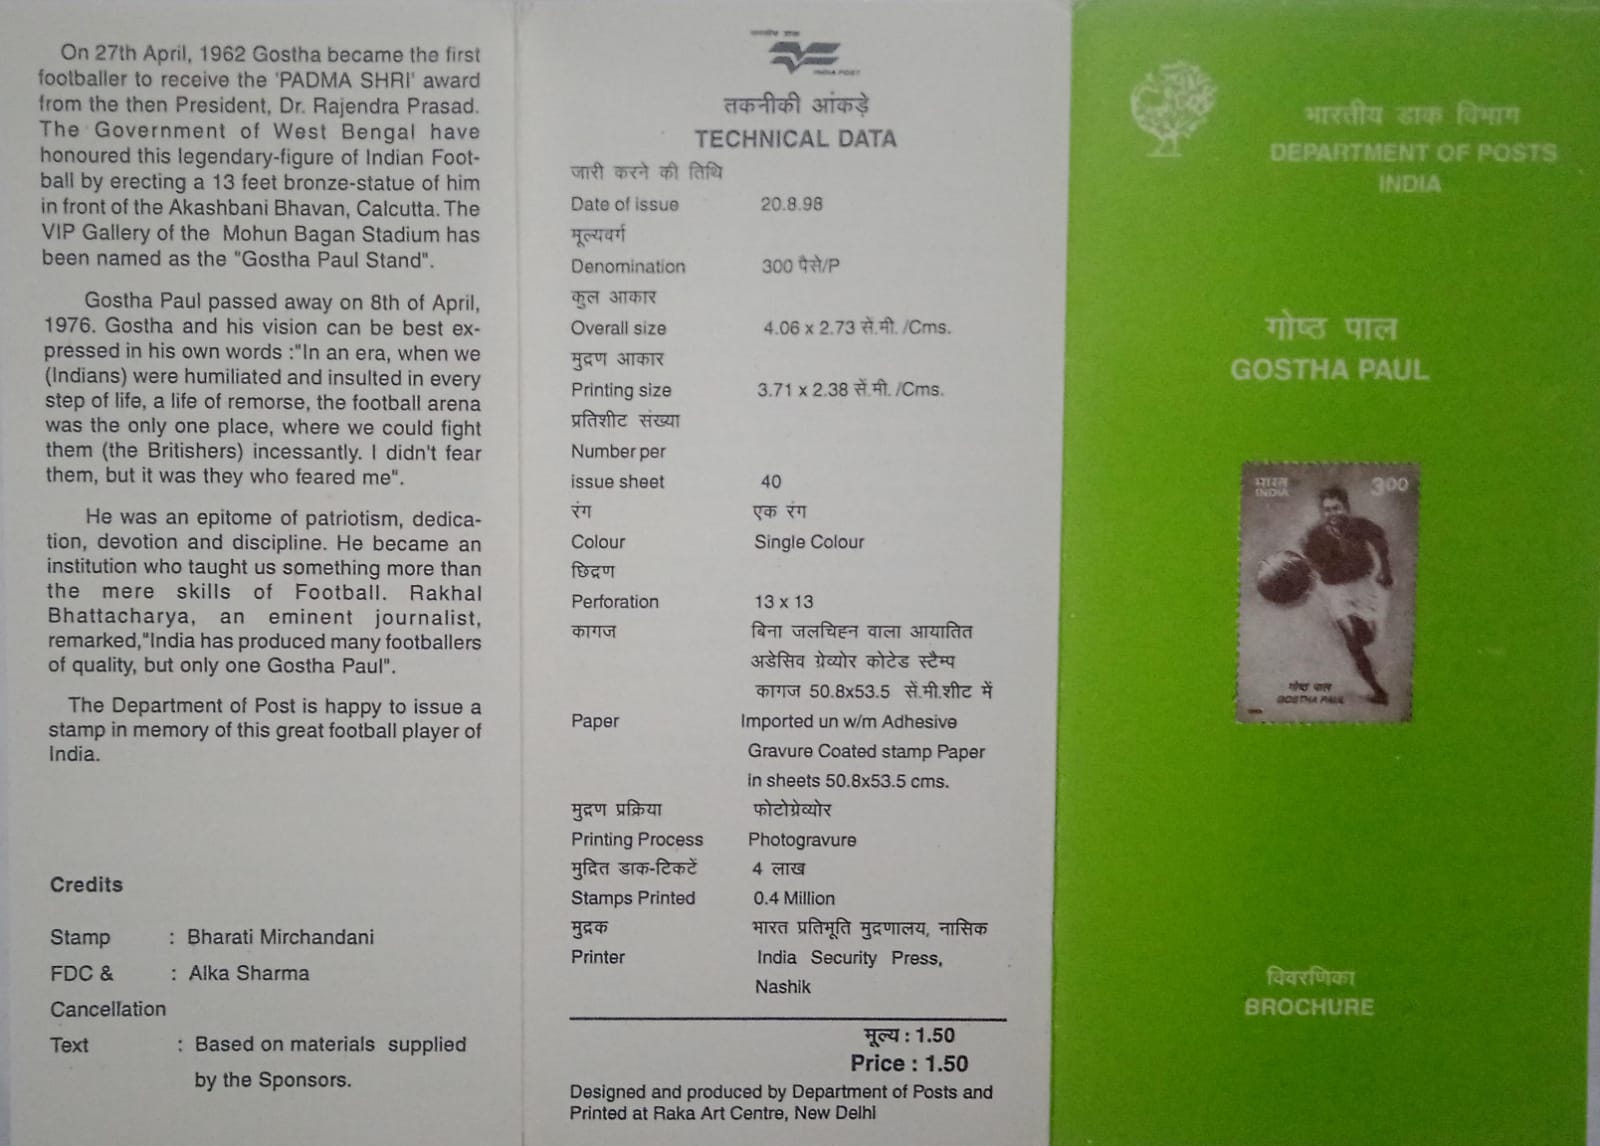 On 27th April, 1962 Gostha became the first
footballer to receive the 'PADMA SHRI' award
from the then President, Dr. Rajendra Prasad.
The Government of West Bengal have
honoured this legendary-figure of Indian Foot-
ball by erecting a 13 feet bronze-statue of him
in front of the Akashbani Bhavan, Calcutta. The
VIP Gallery of the Mohun Bagan Stadium has
been named as the "Gostha Paul Stand".
Gostha Paul passed away on 8th of April,
1976. Gostha and his vision can be best ex-
pressed in his own words :"In an era, when we
(Indians) were humiliated and insulted in every
step of life, a life of remorse, the football arena
was the only one place, where we could fight
them (the Britishers) incessantly. I didn't fear
them, but it was they who feared me".
He was an epitome of patriotism, dedica-
tion, devotion and discipline. He became an
institution who taught us something more than
the mere skills of Football. Rakhal
Bhattacharya, an eminent journalist,
remarked,"India has produced many footballers
of quality, but only one Gostha Paul".
The Department of Post is happy to issue a
stamp in memory of this great football player of
India.
Credits
Stamp : Bharati Mirchandani
FDC & : Alka Sharma
Cancellation
Text : Based on materials supplied
by the Sponsors.
भारतीय डाक
INDIA POST
तकनीकी आंकड़े
TECHNICAL DATA
जारी करने की तिथि
Date of issue 20.8.98
मूल्यवर्ग
Denomination 300 पैसे/P
कुल आकार
Overall size 4.06 x 2.73 सें.मी. /Cms.
मुद्रण आकार
Printing size 3.71 x 2.38 सें.मी. /Cms.
प्रतिशीट संख्या
Number per
issue sheet 40
रंग एक रंग
Colour Single Colour
छिद्रण
Perforation 13 x 13
कागज बिना जलचिह्न वाला आयातित
अडेसिव ग्रेव्योर कोटेड स्टैम्प
कागज 50.8x53.5 सें.मी.शीट में
Paper Imported un w/m Adhesive
Gravure Coated stamp Paper
in sheets 50.8x53.5 cms.
मुद्रण प्रक्रिया फोटोग्रेव्योर
Printing Process Photogravure
मुद्रित डाक-टिकटें 4 लाख
Stamps Printed 0.4 Million
मुद्रक भारत प्रतिभूति मुद्रणालय, नासिक
Printer India Security Press,
Nashik
मूल्य : 1.50
Price : 1.50
Designed and produced by Department of Posts and
Printed at Raka Art Centre, New Delhi
भारतीय डाक विभाग
DEPARTMENT OF POSTS
INDIA
गोष्ठ पाल
GOSTHA PAUL
भारत 300
INDIA
गोष्ठ पाल
GOSTHA PAUL
विवरणिका
BROCHURE